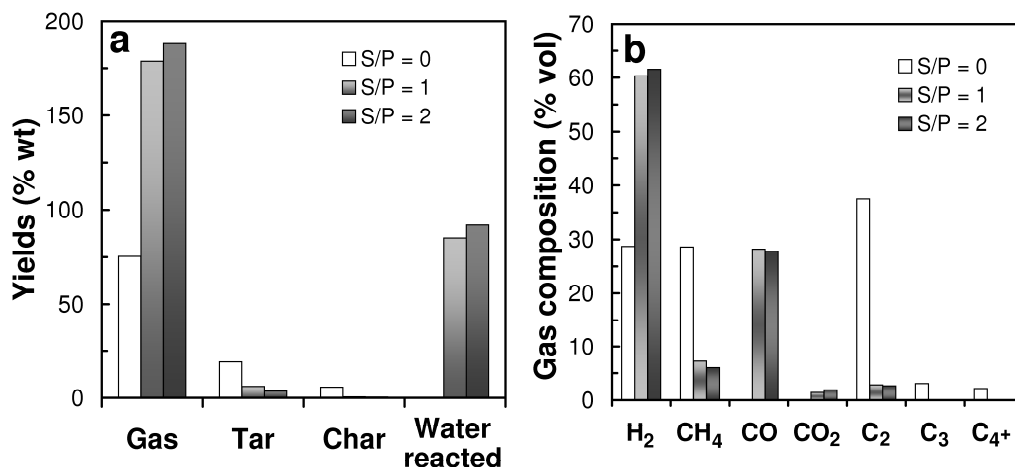 a
Yields (% wt)
200
150
100
50
0
S/P = 0
S/P = 1
S/P = 2
Gas
Tar
Char
Water
reacted
b
Gas composition (% vol)
70
60
50
40
30
20
10
0
S/P = 0
S/P = 1
S/P = 2
H₂
CH₄
CO
CO₂
C₂
C₃
C₄₊